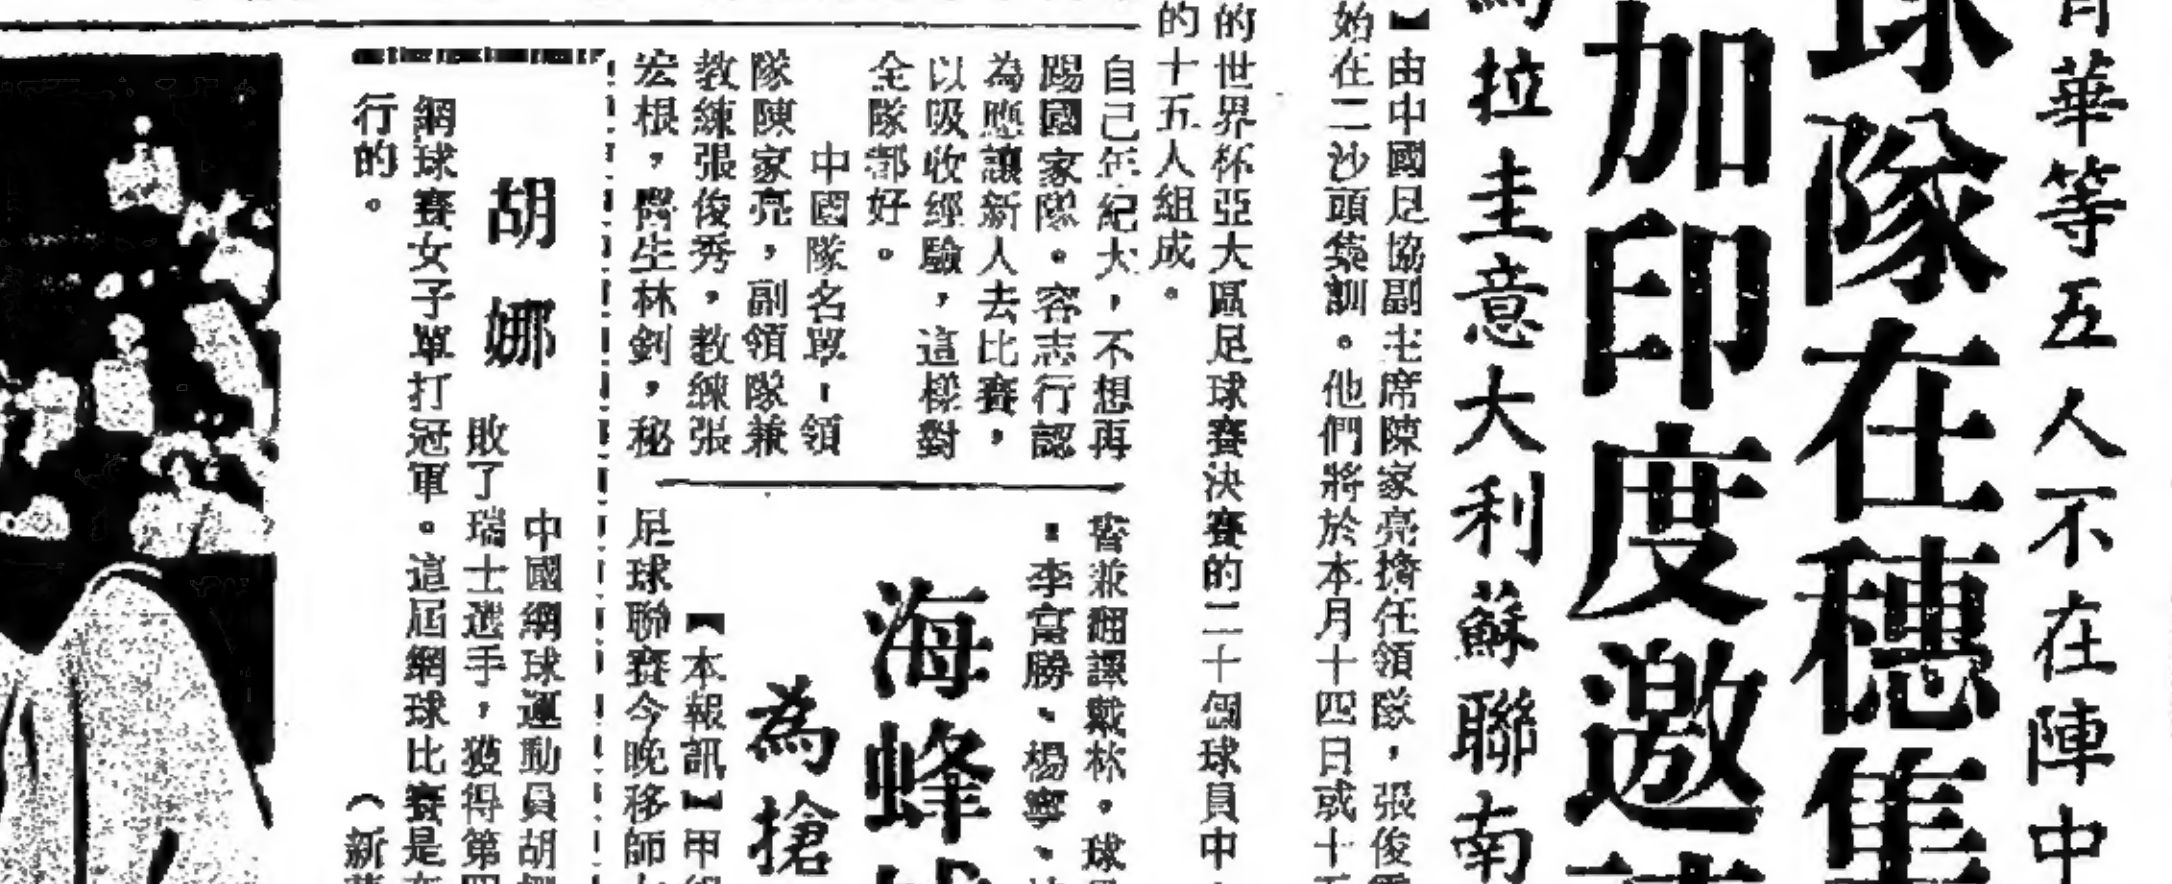 華等五人不在陣中
球隊在穗集
加印度邀
拉圭意大利蘇聯南
】由中國足協副主席陳家亮擔任領隊，張俊秀
始在二沙頭集訓。他們將於本月十四日或十五
的世界杯亞大區足球賽決賽的二十個球員中
的十五人組成。
自己年紀大，不想再
踢國家隊。容志行認
為應讓新人去比賽，
以吸收經驗，這樣對
全隊都好。
中國隊名單：領
隊陳家亮，副領隊兼
教練張俊秀，教練張
宏根，醫生林釗，秘
書兼翻譯戴林。球
：李富勝、楊寧、
海蜂
為搶
【本報訊】甲組
足球聯賽今晚移師
胡娜
中國網球運動員胡娜
敗了瑞士選手，獲得第四
網球賽女子單打冠軍。這屆網球比賽是在
行的。
（新華